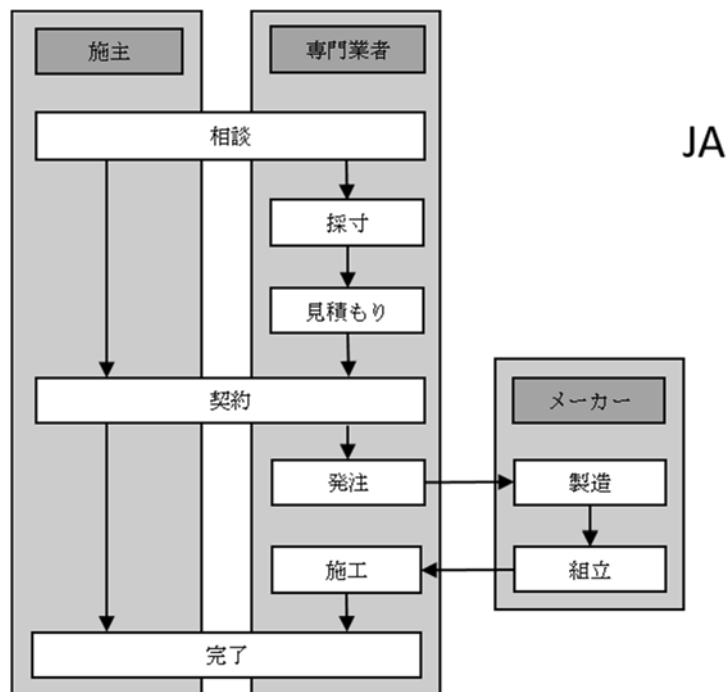 施主
専門業者
相談
JA
採寸
見積もり
契約
メーカー
発注
製造
施工
組立
完了